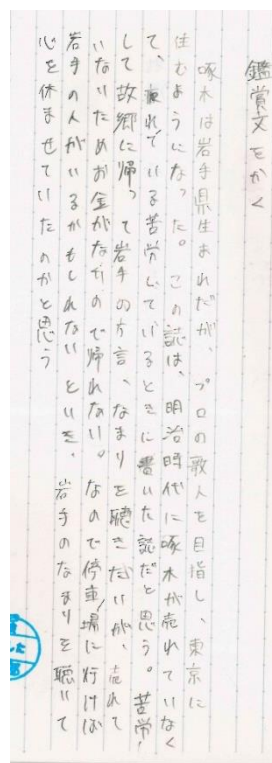 鑑賞文をかく
啄木は岩手県生まれだが、プロの歌人を目指し、東京に
住むようになった。この詩は、明治時代に啄木が売れていなく
て、売れている苦労しているときに書いた詩だと思う。苦労
して故郷に帰って岩手の方言、なまりを聴きたいが、売れて
いないためお金がないので帰れない。なので停車場に行けば
岩手の人がいるかもしれないといき、岩手のなまりを聴いて
心を休ませていたのかと思う